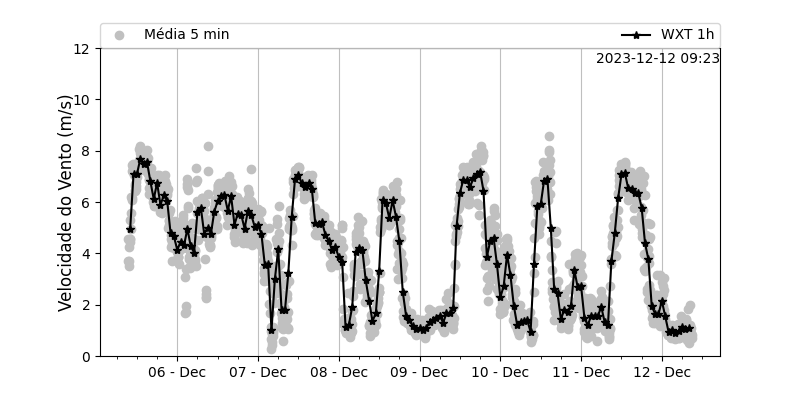 Média 5 min WXT 1h
2023-12-12 09:23
Velocidade do Vento (m/s)
12
10
8
6
4
2
0
06 - Dec 07 - Dec 08 - Dec 09 - Dec 10 - Dec 11 - Dec 12 - Dec